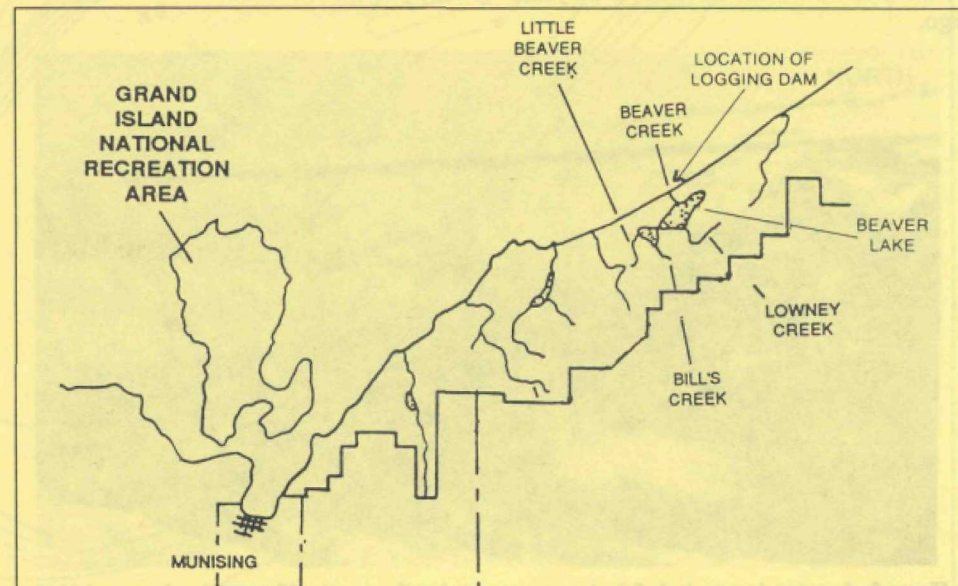 LITTLE
BEAVER
CREEK
LOCATION OF
LOGGING DAM
BEAVER
CREEK
GRAND
ISLAND
NATIONAL
RECREATION
AREA
BEAVER
LAKE
LOWNEY
CREEK
BILL'S
CREEK
MUNISING